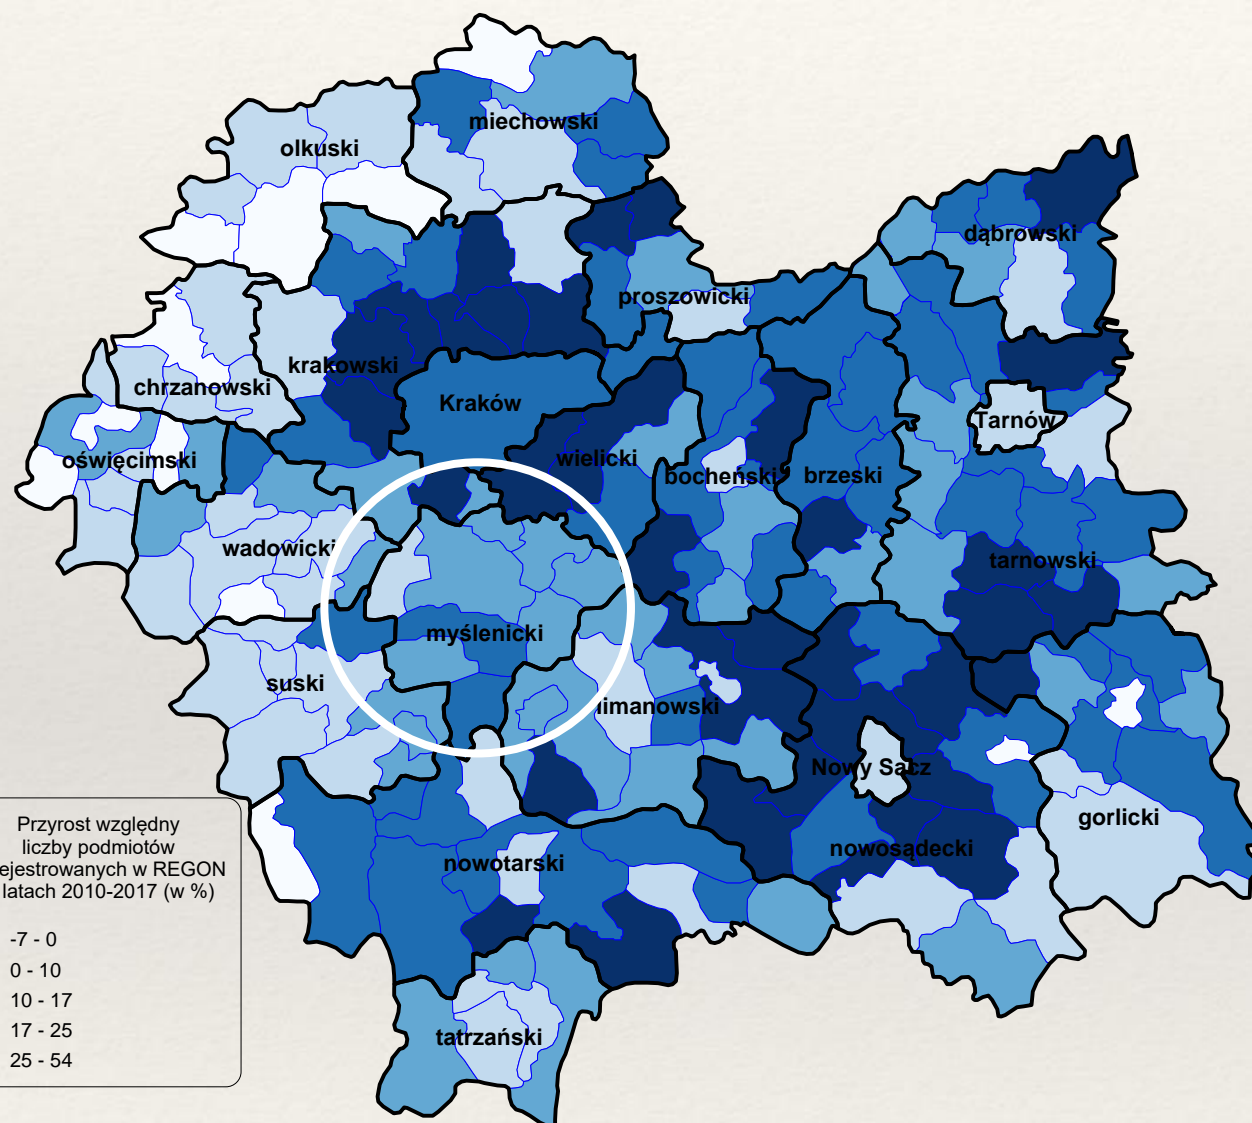 miechowski
olkuski
dąbrowski
proszowicki
krakowski
chrzanowski
Kraków
Tarnów
oświęcimski
wielicki
bocheński
brzeski
wadowicki
tarnowski
myślenicki
suski
limanowski
Nowy Sącz
gorlicki
nowosądecki
nowotarski
tatrzański
Przyrost względny
liczby podmiotów
ejestrowanych w REGON
latach 2010-2017 (w %)
-7 - 0
0 - 10
10 - 17
17 - 25
25 - 54